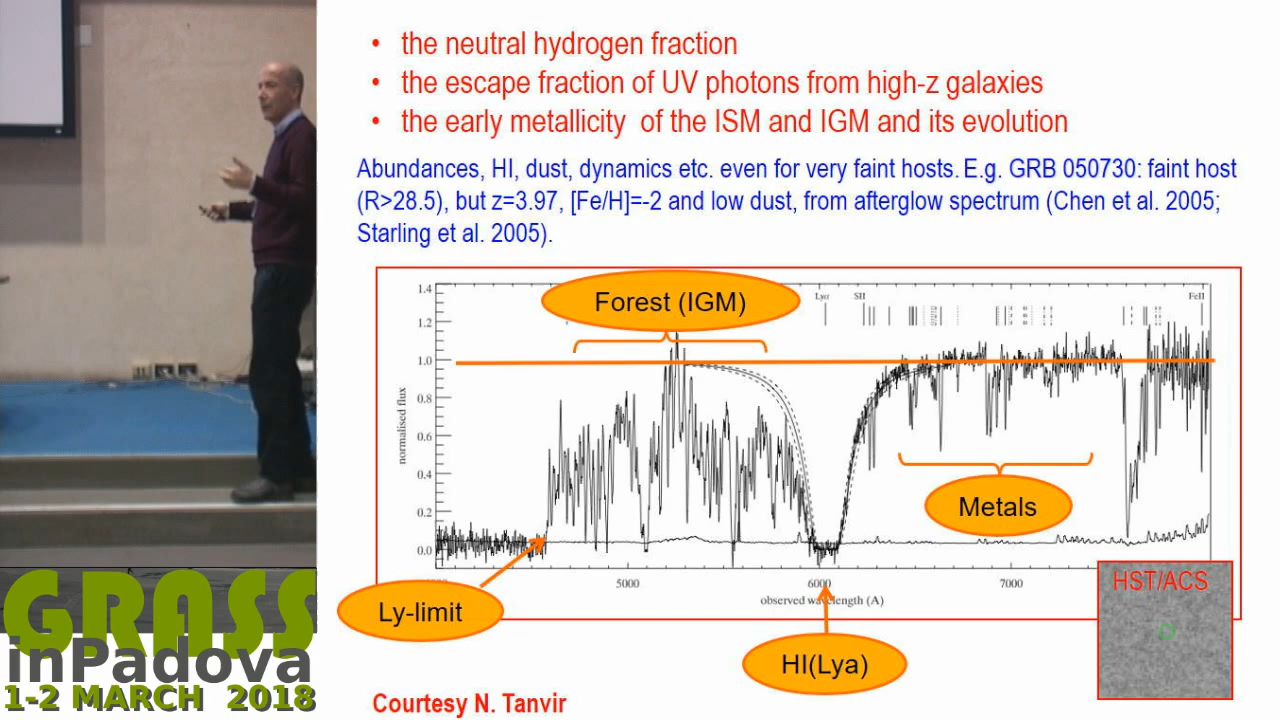 • the neutral hydrogen fraction
• the escape fraction of UV photons from high-z galaxies
• the early metallicity of the ISM and IGM and its evolution
Abundances, HI, dust, dynamics etc. even for very faint hosts. E.g. GRB 050730: faint host
(R>28.5), but z=3.97, [Fe/H]=-2 and low dust, from afterglow spectrum (Chen et al. 2005;
Starling et al. 2005).
Forest (IGM)
Lyα SII FeII
1.4
1.2
1.0
0.8
0.6
0.4
0.2
0.0
normalised flux
Metals
5000 6000 7000
observed wavelength (A)
Ly-limit
HI(Lya)
HST/ACS
Courtesy N. Tanvir
GRASS
inPadova
1-2 MARCH 2018